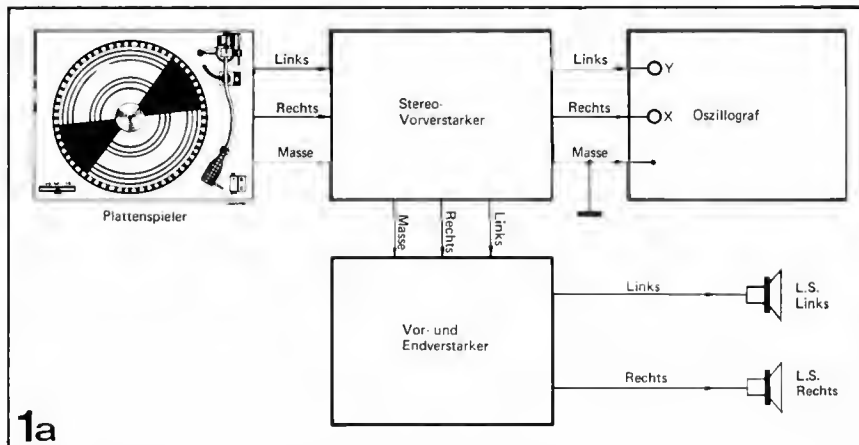 Links
Rechts
Masse
Plattenspieler
Stereo-
Vorverstarker
Links
Rechts
Masse
Y
X
Oszillograf
Masse
Rechts
Links
Vor- und
Endverstarker
Links
Rechts
L.S.
Links
L.S.
Rechts
1a